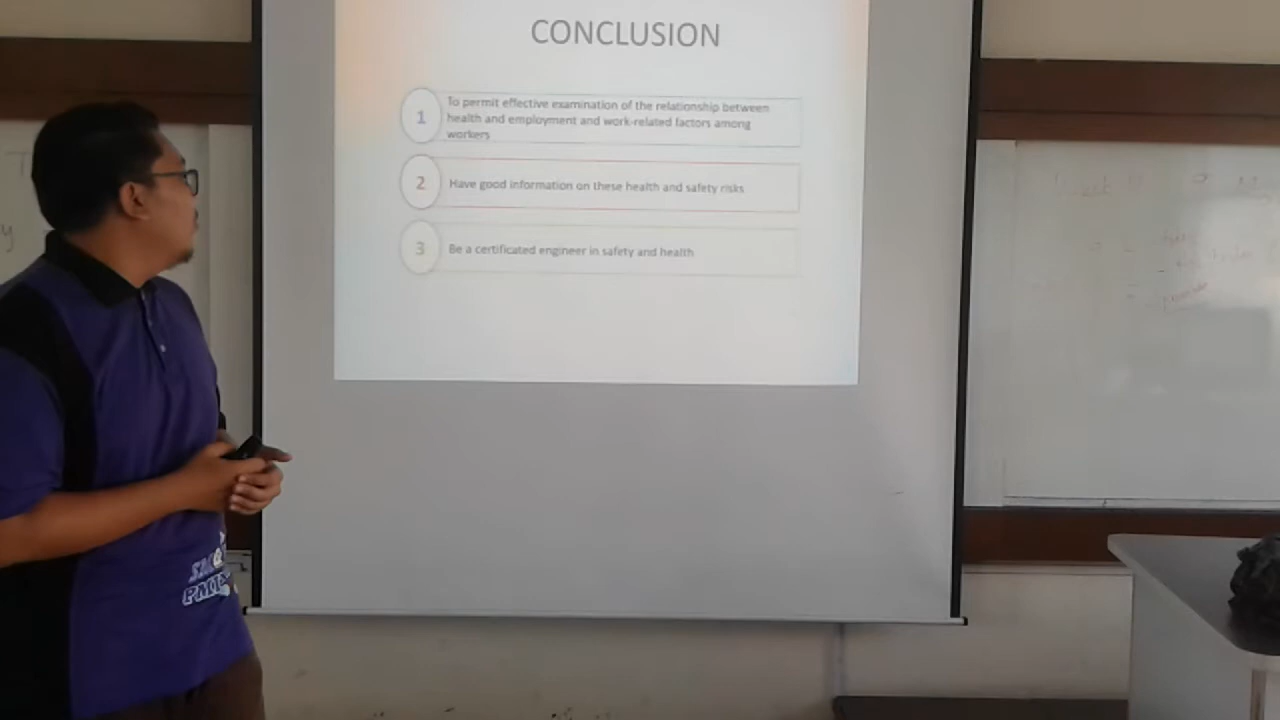 CONCLUSION
1
To permit effective examination of the relationship between
health and employment and work-related factors among
workers
2
Have good information on these health and safety risks
3
Be a certificated engineer in safety and health